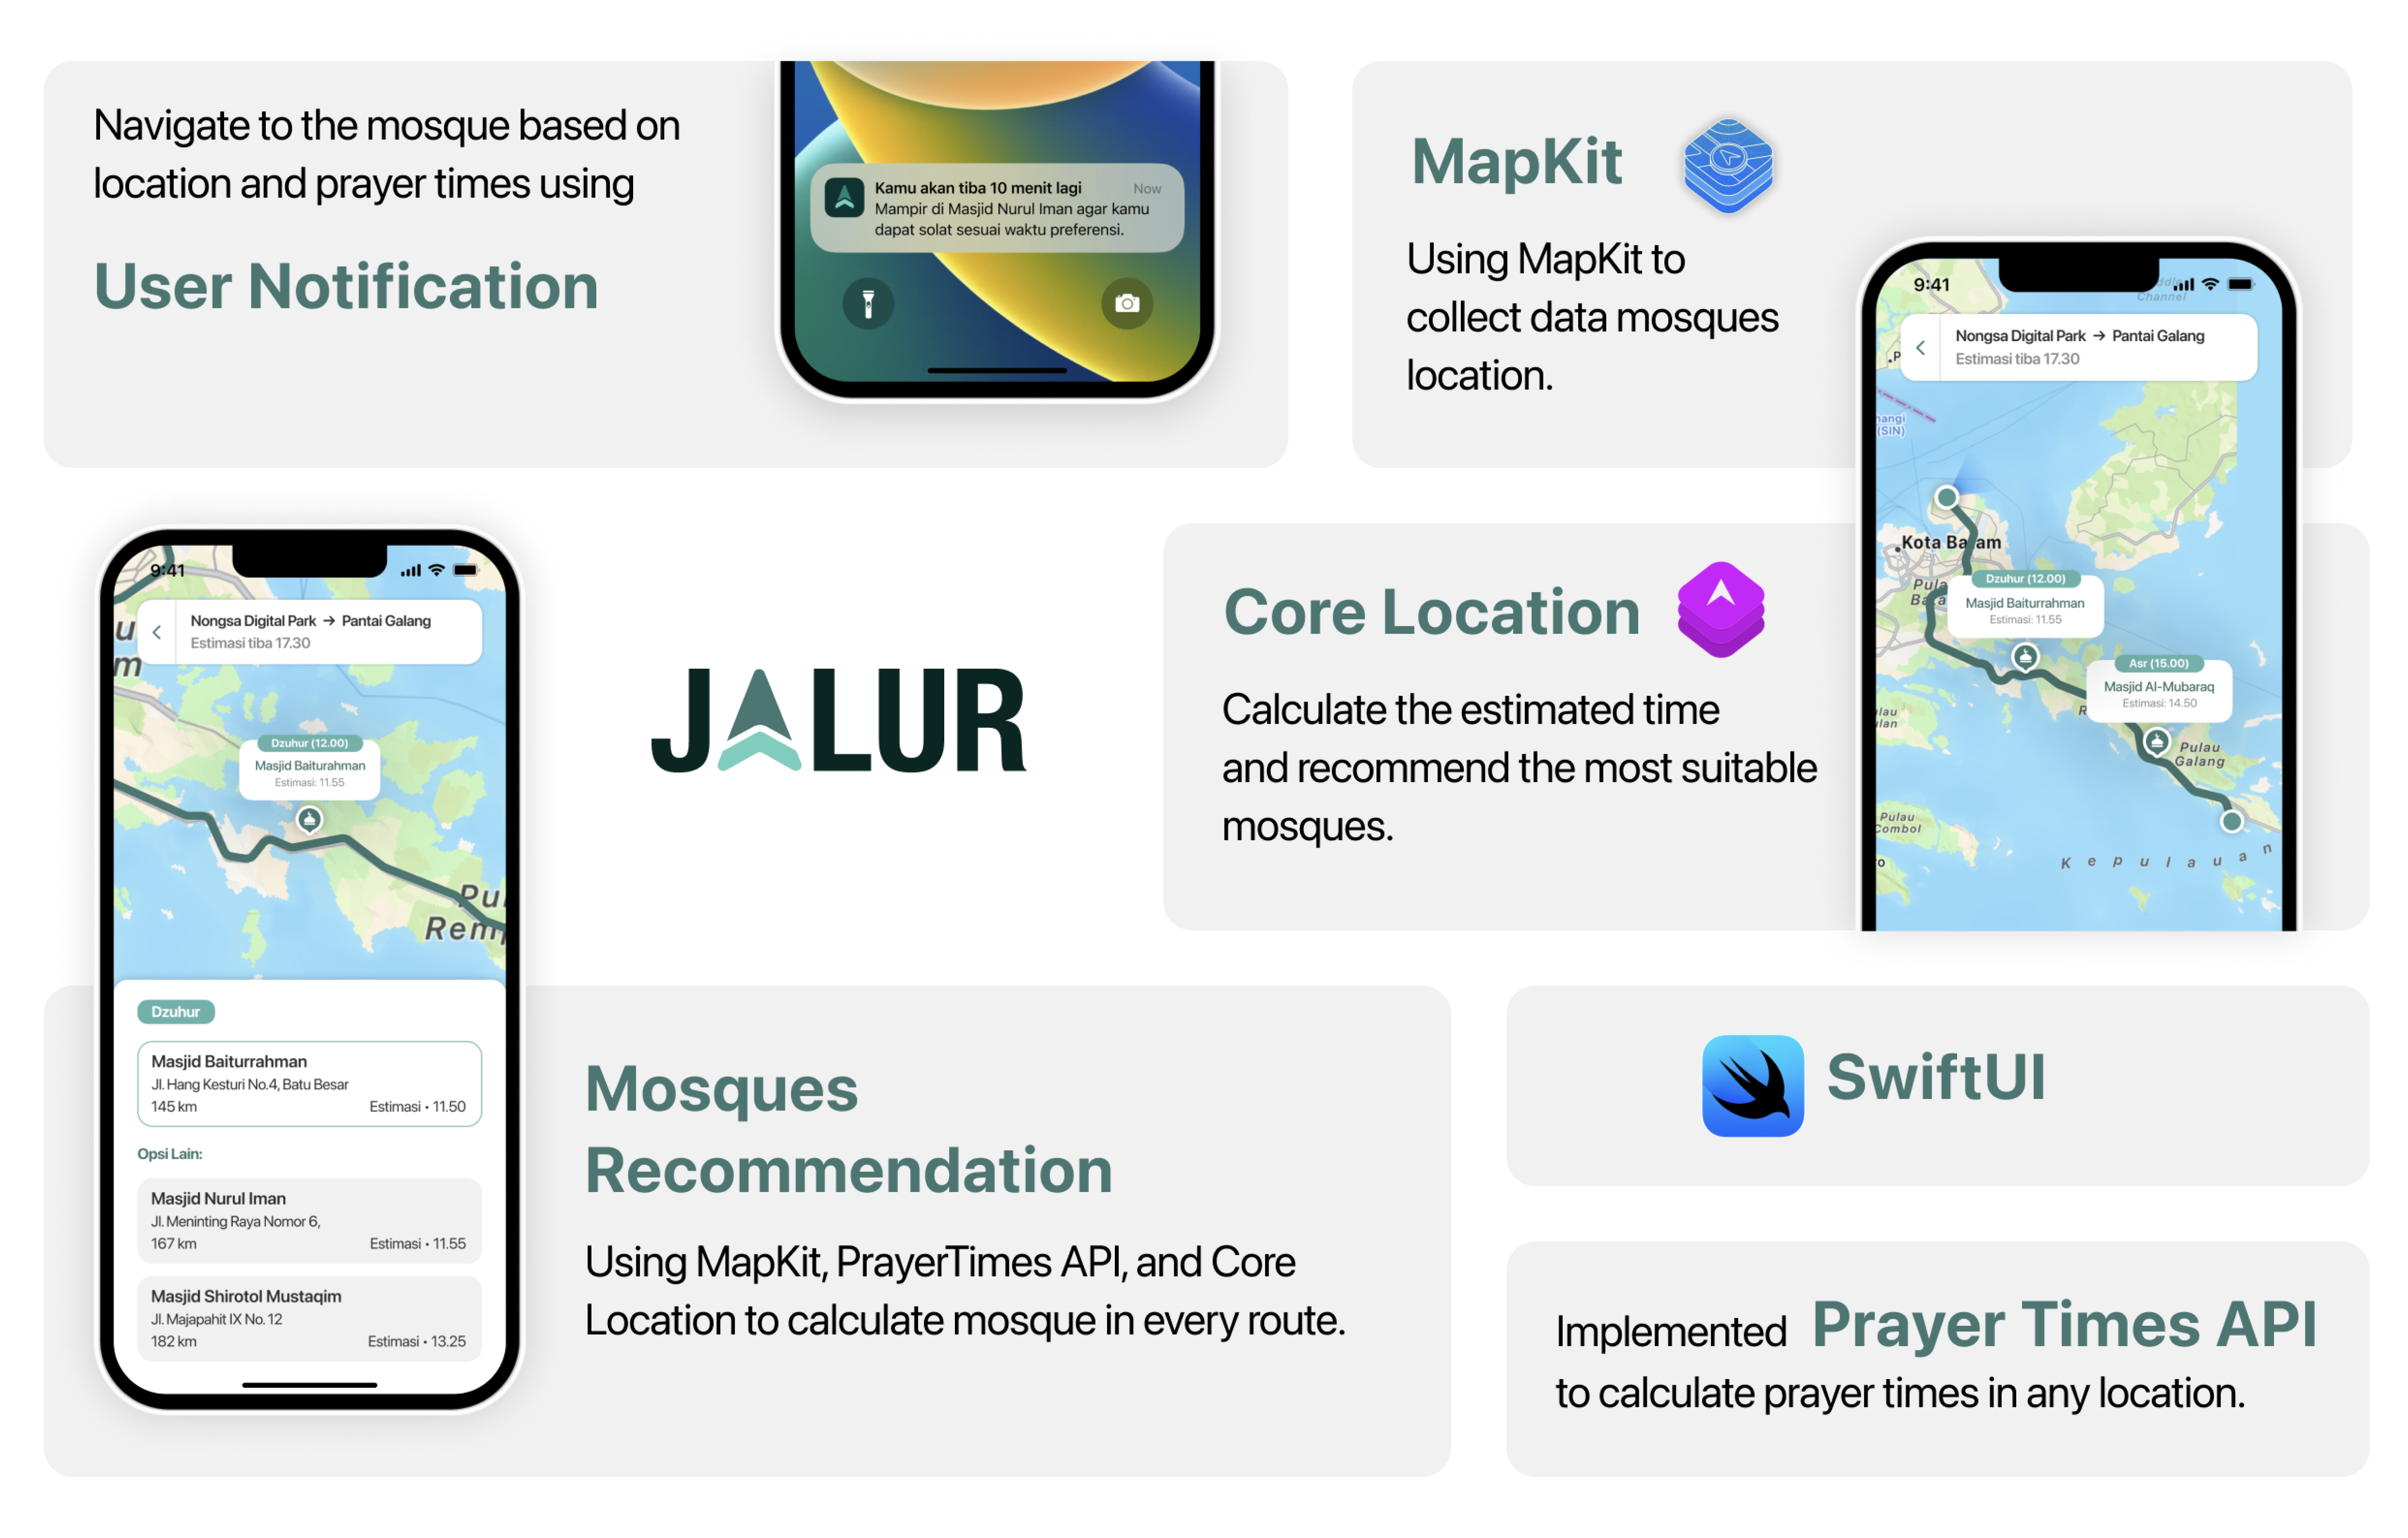 Navigate to the mosque based on
location and prayer times using
User Notification
Kamu akan tiba 10 menit lagi
Now
Mampir di Masjid Nurul Iman agar kamu
dapat solat sesuai waktu preferensi.
MapKit
Using MapKit to
collect data mosques
location.
9:41
Channel
Nongsa Digital Park → Pantai Galang
Estimasi tiba 17.30
hangi
(SIN)
Kota Batam
Dzuhur (12.00)
Masjid Baiturrahman
Estimasi: 11.55
Asr (15.00)
Masjid Al-Mubaraq
Estimasi: 14.50
Pulau
Galang
Pulau
Combol
Kepulauan
9:41
Nongsa Digital Park → Pantai Galang
Estimasi tiba 17.30
Dzuhur (12.00)
Masjid Baiturahman
Estimasi: 11.55
Pu
Rem
Dzuhur
Masjid Baiturrahman
Jl. Hang Kesturi No.4, Batu Besar
145 km
Estimasi • 11.50
Opsi Lain:
Masjid Nurul Iman
Jl. Meninting Raya Nomor 6,
167 km
Estimasi • 11.55
Masjid Shirotol Mustaqim
Jl. Majapahit IX No. 12
182 km
Estimasi • 13.25
JALUR
Core Location
Calculate the estimated time
and recommend the most suitable
mosques.
Mosques
Recommendation
Using MapKit, PrayerTimes API, and Core
Location to calculate mosque in every route.
SwiftUI
Implemented Prayer Times API
to calculate prayer times in any location.